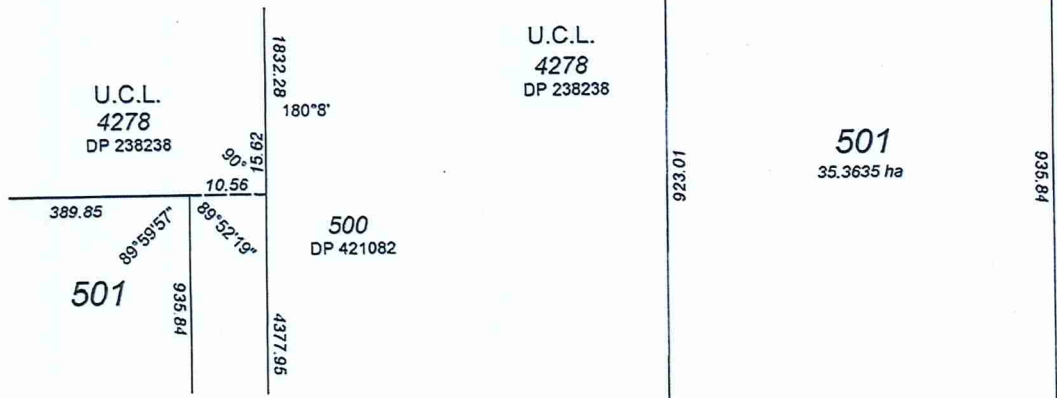 U.C.L.
4278
DP 238238
1832.28
180°8'
90°
15.62
10.56
389.85
89°59'57"
89°52'19"
501
935.84
500
DP 421082
4377.95
U.C.L.
4278
DP 238238
923.01
501
35.3635 ha
935.84